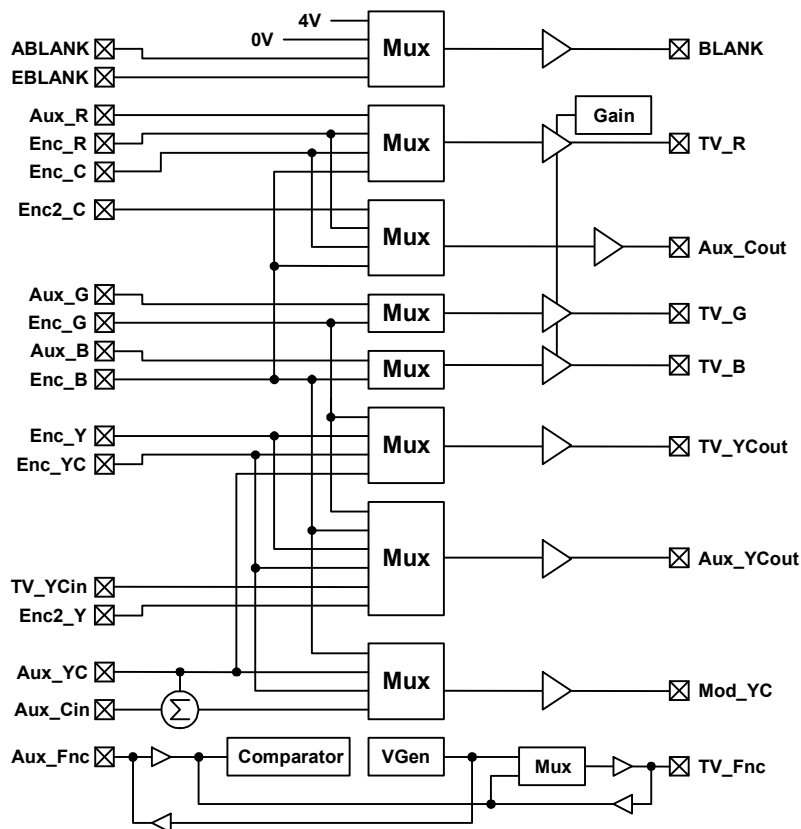 4V
0V
ABLANK
EBLANK
Mux
BLANK
Aux_R
Enc_R
Enc_C
Mux
Gain
TV_R
Enc2_C
Mux
Aux_Cout
Aux_G
Enc_G
Mux
TV_G
Aux_B
Enc_B
Mux
TV_B
Enc_Y
Enc_YC
Mux
TV_YCout
TV_YCin
Enc2_Y
Mux
Aux_YCout
Aux_YC
Aux_Cin
Σ
Mux
Mod_YC
Aux_Fnc
Comparator
VGen
Mux
TV_Fnc